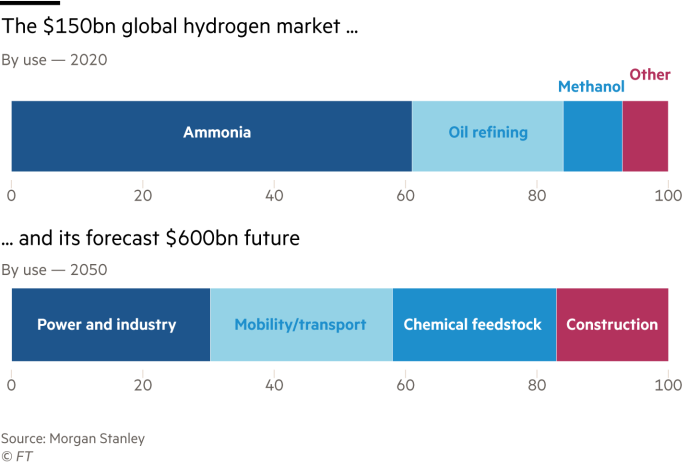 The $150bn global hydrogen market ...
By use — 2020
Other
Methanol
Ammonia
Oil refining
0 20 40 60 80 100
... and its forecast $600bn future
By use — 2050
Power and industry Mobility/transport Chemical feedstock Construction
0 20 40 60 80 100
Source: Morgan Stanley
© FT